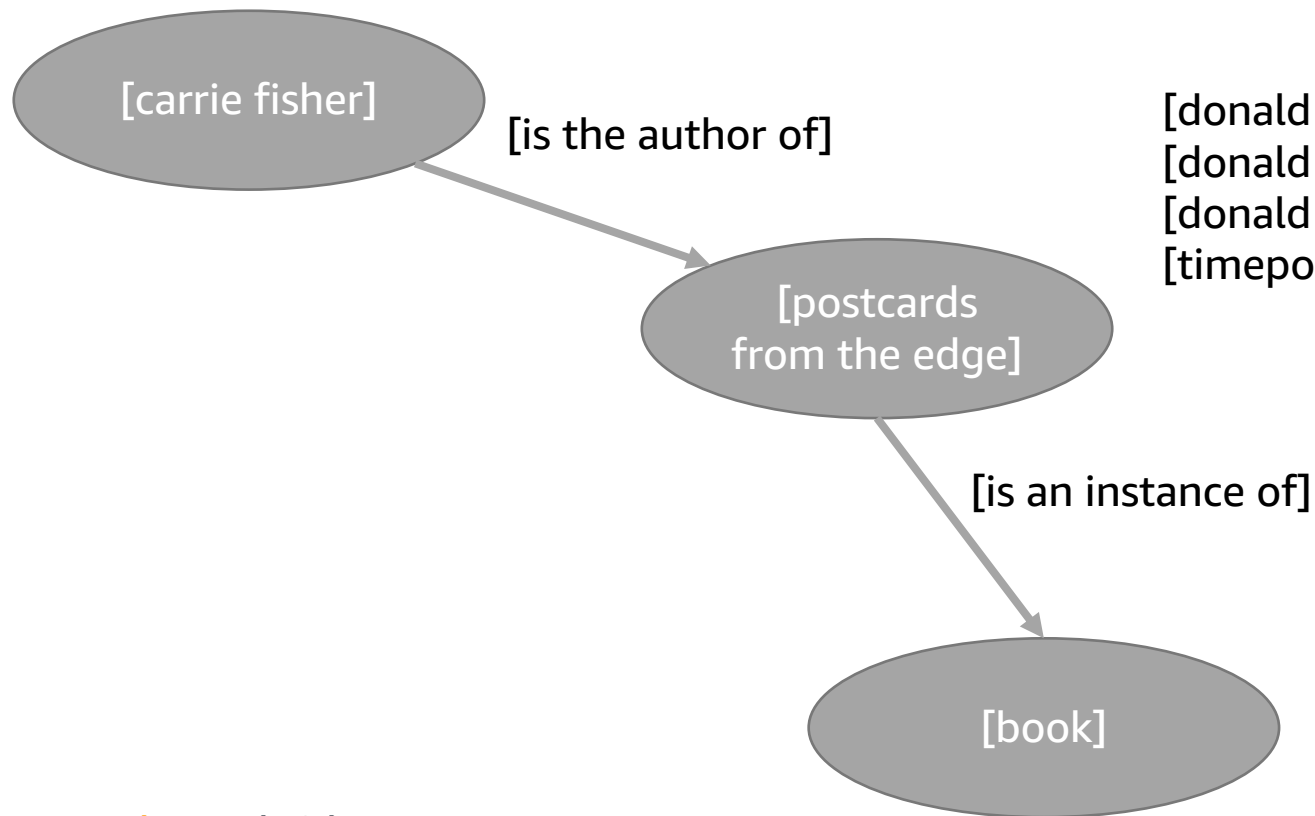 [carrie fisher]
[is the author of]
[donald
[donald
[donald
[timepo
[postcards
from the edge]
[is an instance of]
[book]